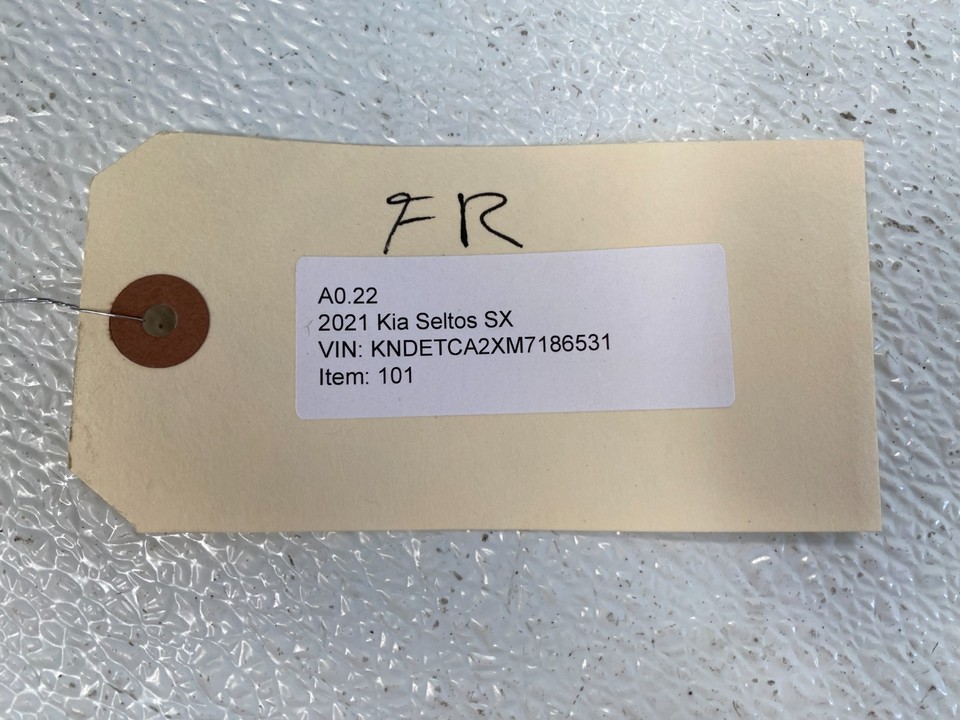 FR
A0.22
2021 Kia Seltos SX
VIN: KNDETCA2XM7186531
Item: 101